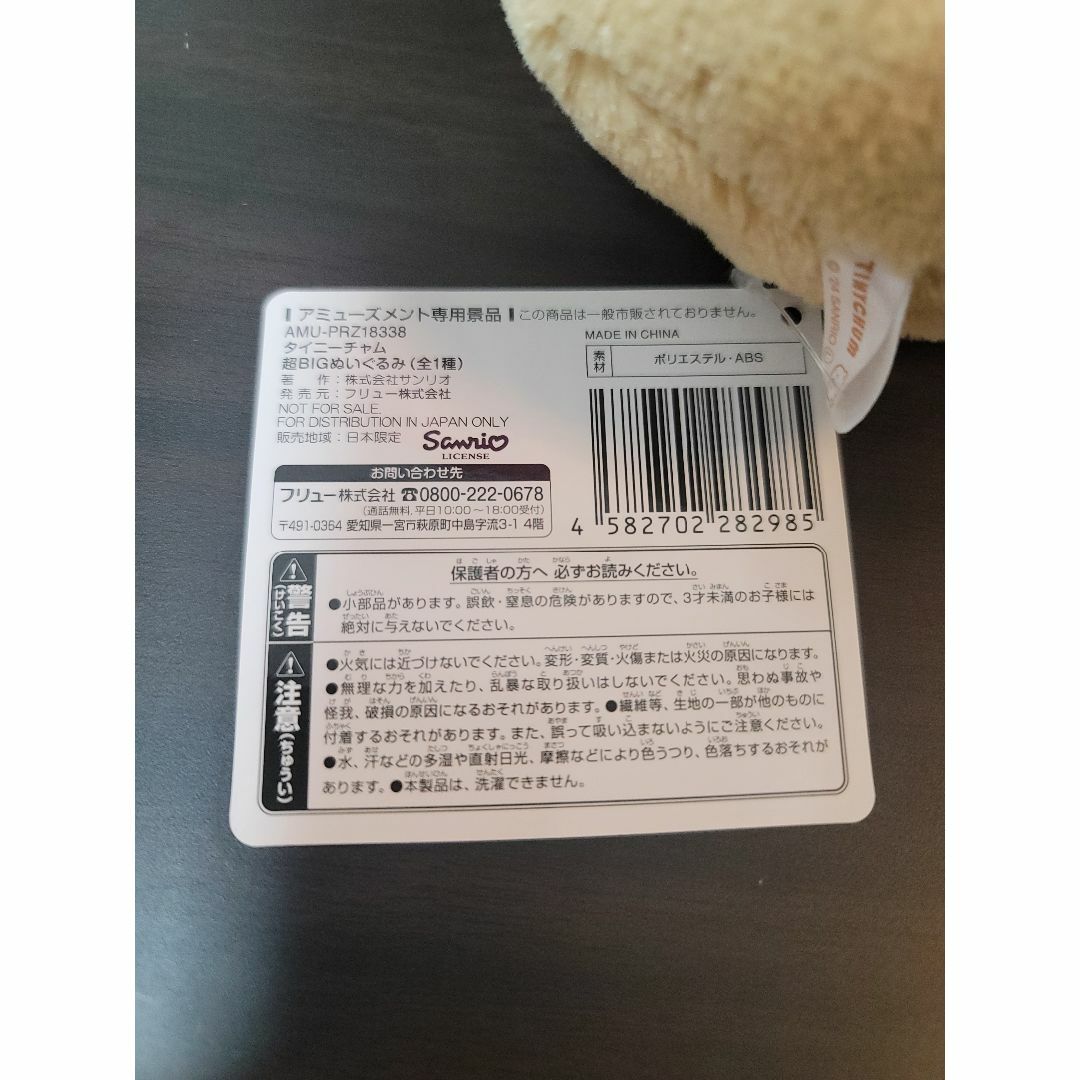 アミューズメント専用景品 この商品は一般市販されておりません。
AMU-PRZ18338
タイニーチャム
超BIGぬいぐるみ(全1種)
著 作:株式会社サンリオ
発売元:フリュー株式会社
NOT FOR SALE.
FOR DISTRIBUTION IN JAPAN ONLY
販売地域:日本限定
Sanrio
LICENSE
MADE IN CHINA
素材 ポリエステル・ABS
4 582702 282985
お問い合わせ先
フリュー株式会社 ☎0800-222-0678
(通話無料,平日10:00〜18:00受付)
〒491-0364 愛知県一宮市萩原町中島字流3-1 4階
⚠警告(けいこく)
保護者の方へ 必ずお読みください。
●小部品があります。誤飲・窒息の危険がありますので、3才未満のお子様には
絶対に与えないでください。
⚠注意(ちゅうい)
●火気には近づけないでください。変形・変質・火傷または火災の原因になります。
●無理な力を加えたり、乱暴な取り扱いはしないでください。思わぬ事故や
怪我、破損の原因になるおそれがあります。●繊維等、生地の一部が他のものに
付着するおそれがあります。また、誤って吸い込まないようにご注意ください。
●水、汗などの多湿や直射日光、摩擦などにより色うつり、色落ちするおそれが
あります。●本製品は、洗濯できません。
TINYCHUM
© '24 SANRIO